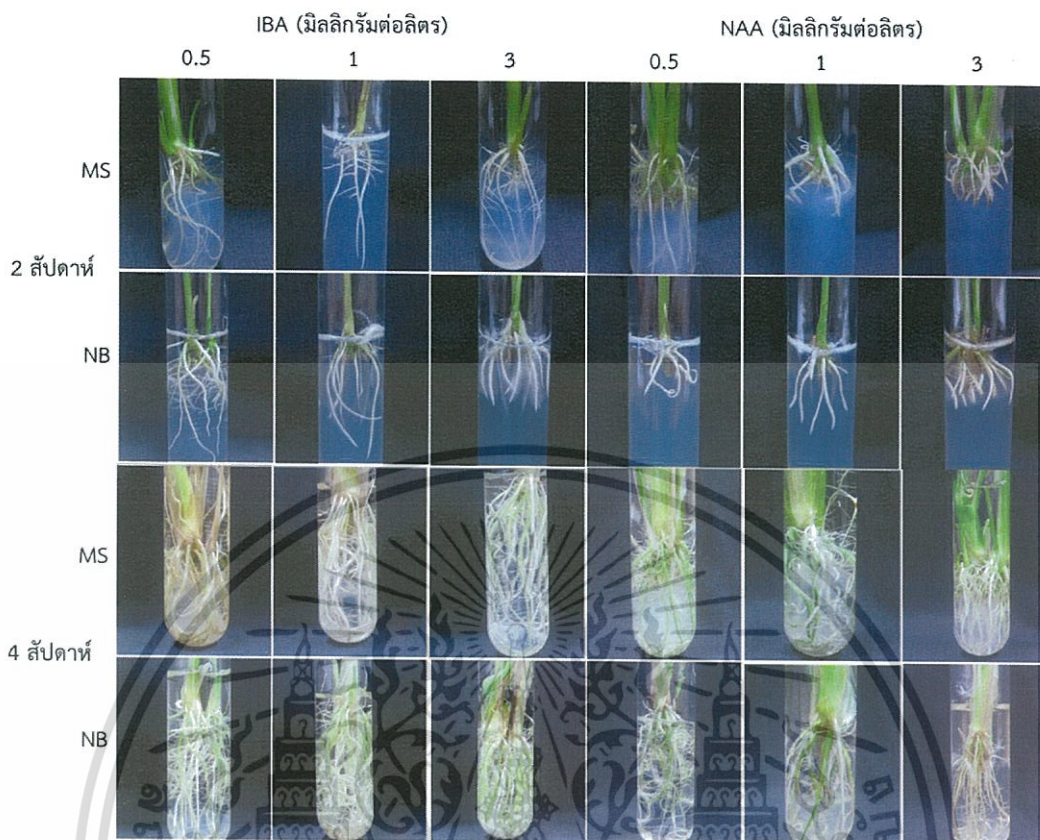 IBA (มิลลิกรัมต่อลิตร) NAA (มิลลิกรัมต่อลิตร)
0.5 1 3 0.5 1 3
MS
2 สัปดาห์
NB
MS
4 สัปดาห์
NB